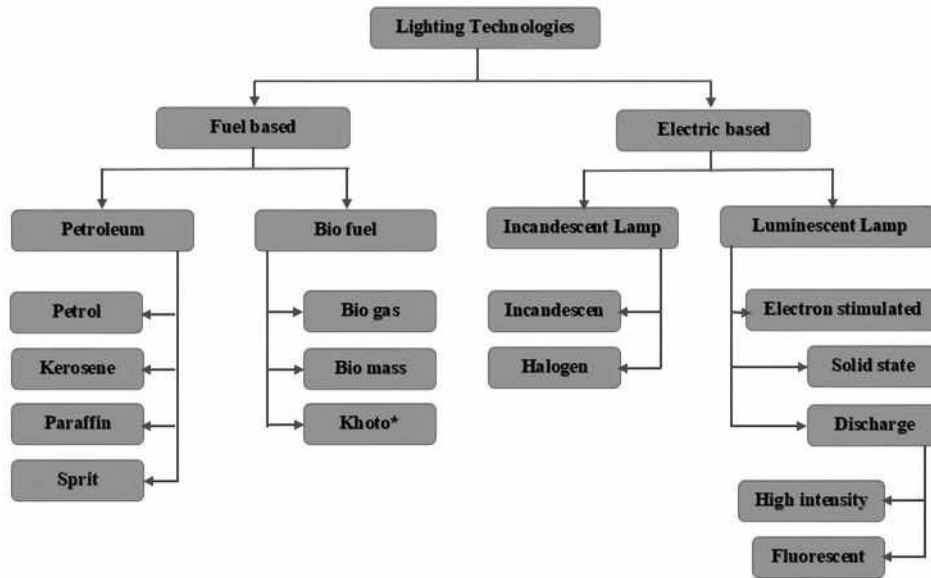 Lighting Technologies
Fuel based
Electric based
Petroleum
Bio fuel
Incandescent Lamp
Luminescent Lamp
Petrol
Kerosene
Paraffin
Sprit
Bio gas
Bio mass
Khoto*
Incandescen
Halogen
Electron stimulated
Solid state
Discharge
High intensity
Fluorescent